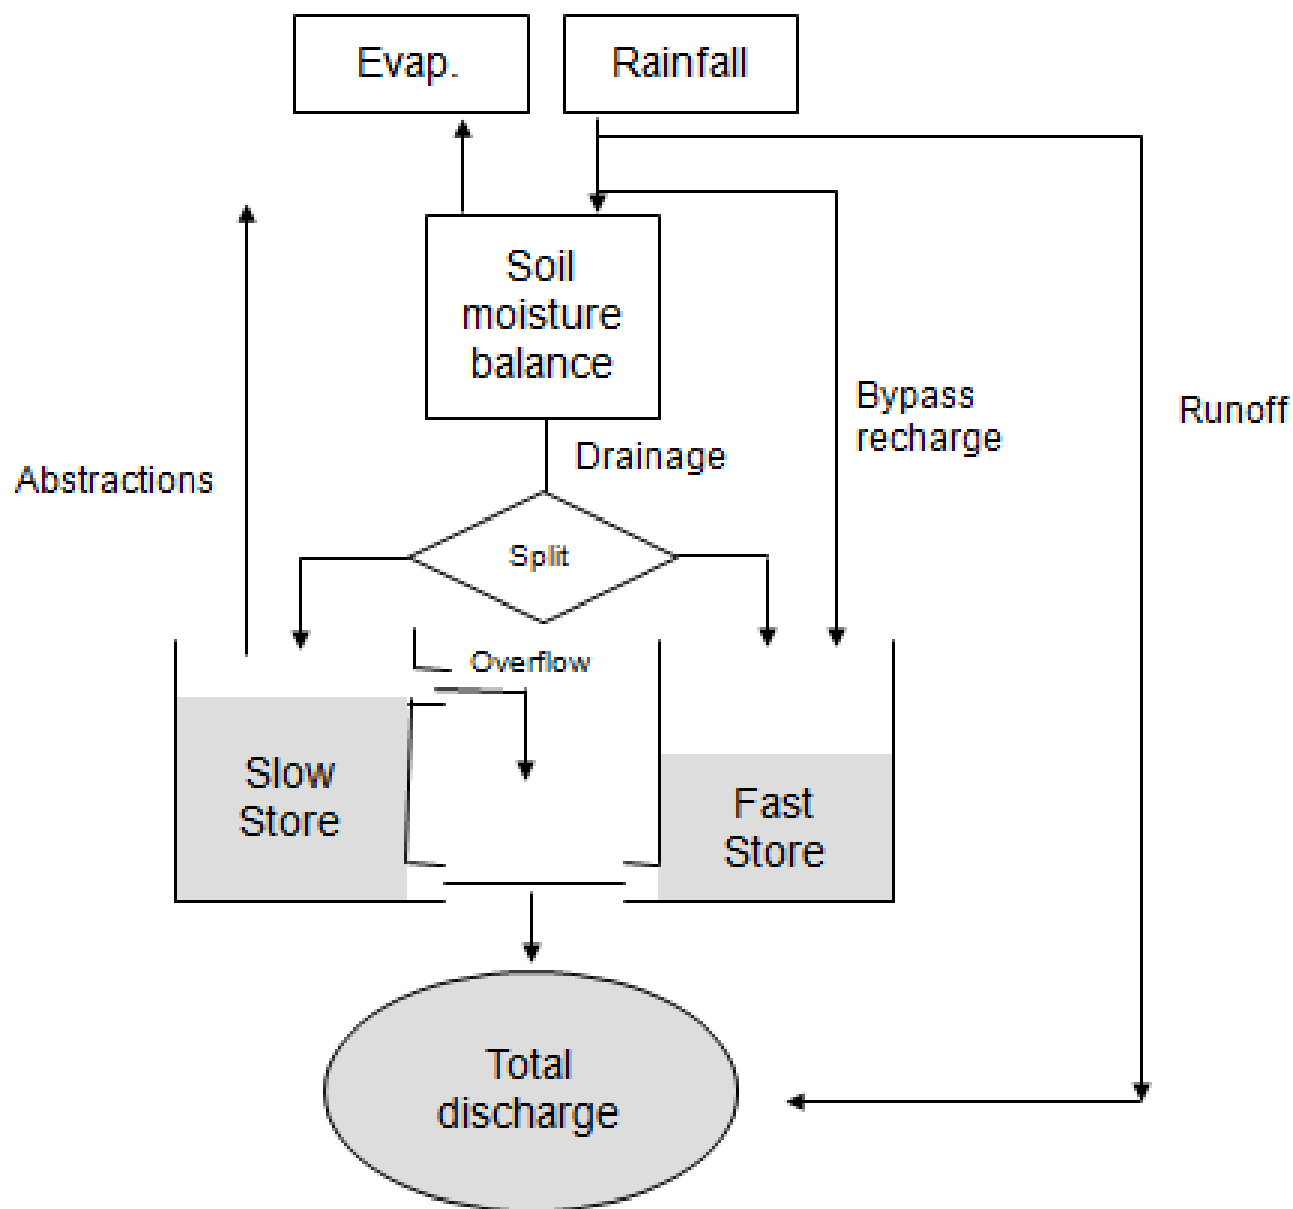 Evap.
Rainfall
Soil
moisture
balance
Bypass
recharge
Runoff
Drainage
Abstractions
Split
Overflow
Slow
Store
Fast
Store
Total
discharge